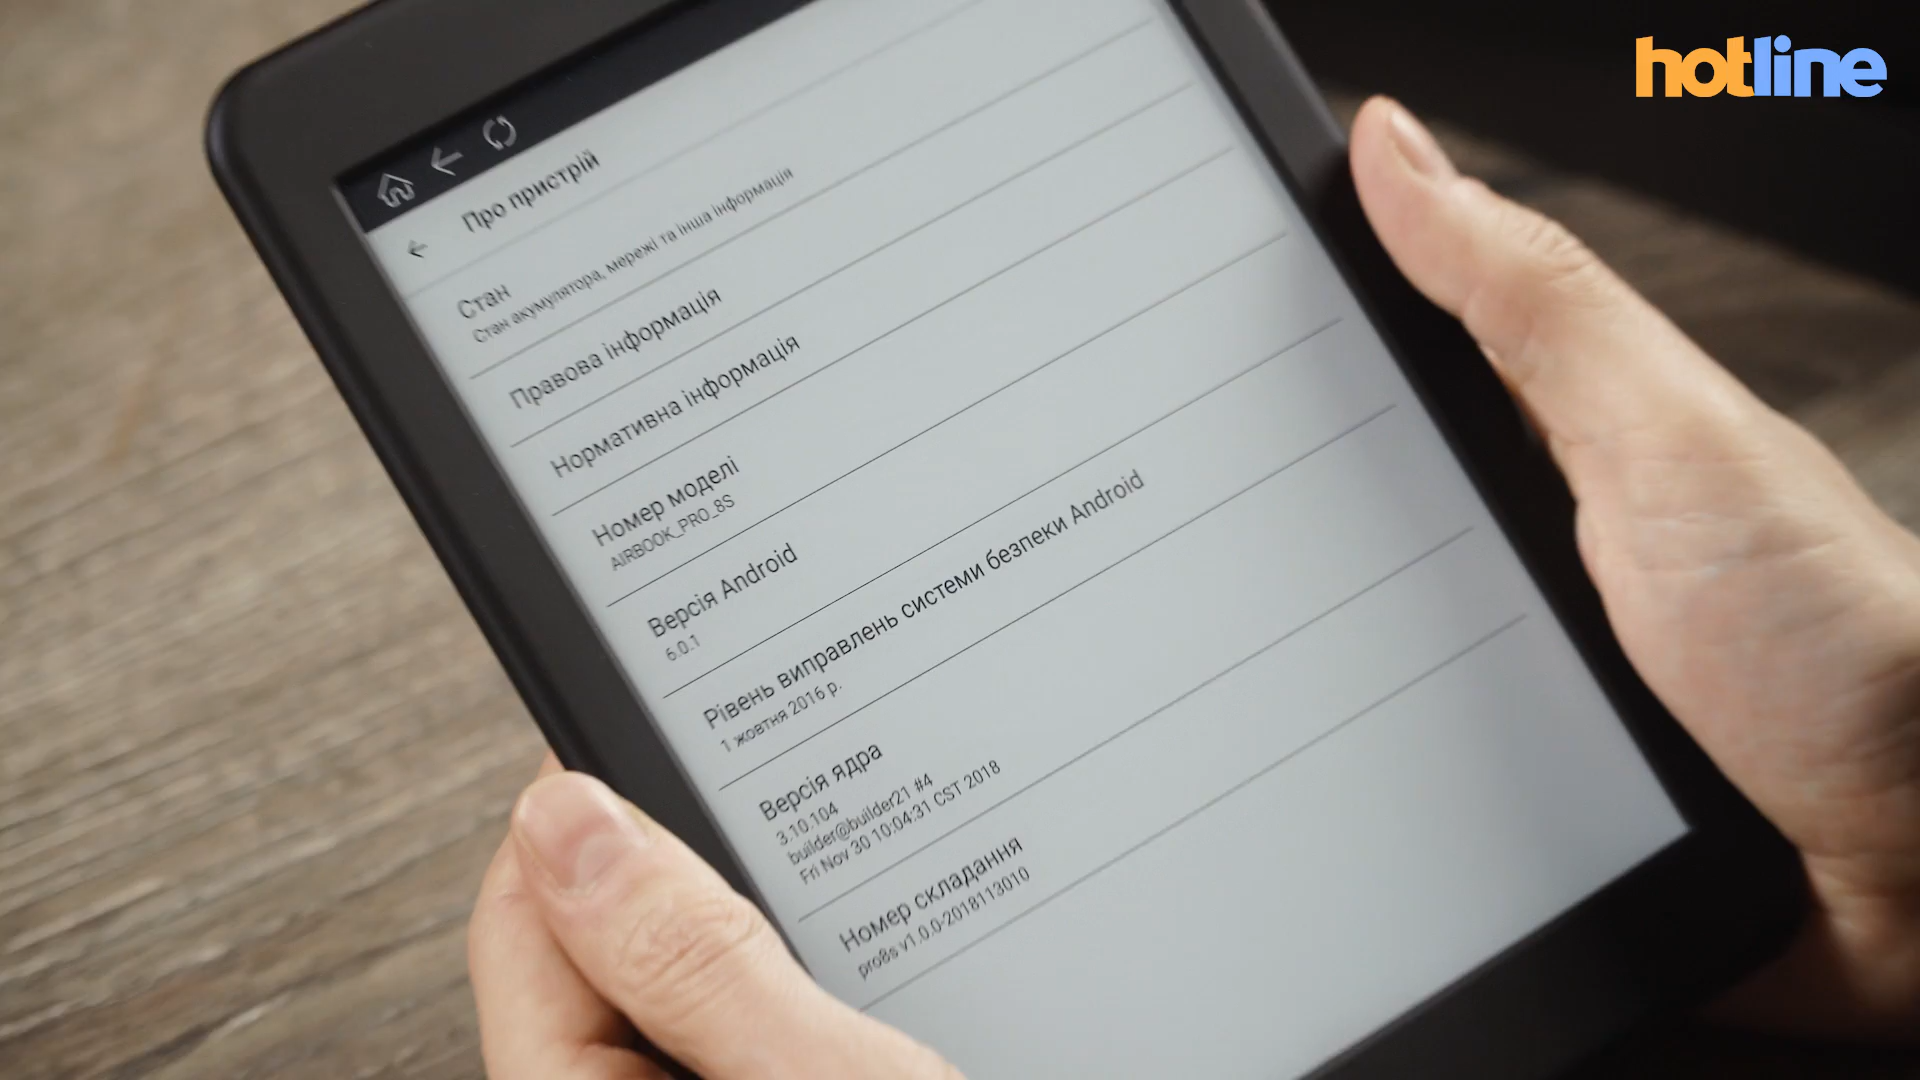 hotline
Про пристрій
Стан
Стан акумулятора, мережі та інша інформація
Правова інформація
Нормативна інформація
Номер моделі
AIRBOOK_PRO_8S
Версія Android
6.0.1
Рівень виправлень системи безпеки Android
1 жовтня 2016 р.
Версія ядра
3.10.104
builder@builder21 #4
Fri Nov 30 10:04:31 CST 2018
Номер складання
pro8s v1.0.0-2018113010